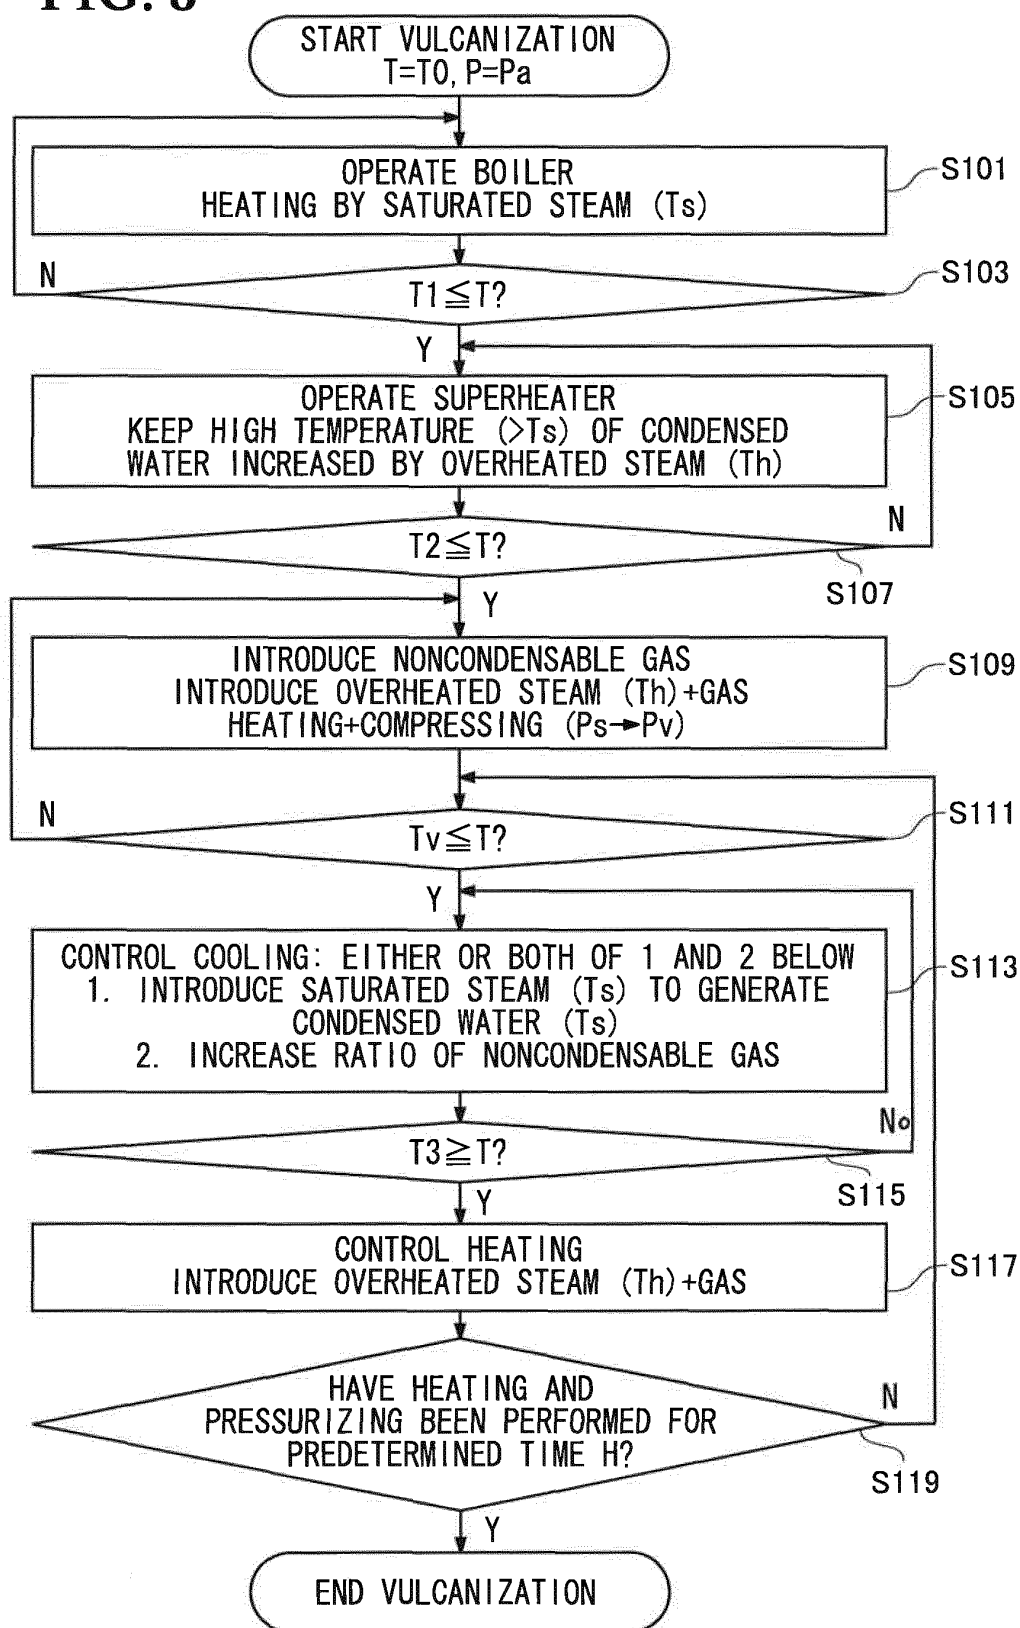 START VULCANIZATION
T=T0, P=Pa
OPERATE BOILER
HEATING BY SATURATED STEAM (Ts)
S101
N
T1≦T?
S103
Y
OPERATE SUPERHEATER
KEEP HIGH TEMPERATURE (>Ts) OF CONDENSED
WATER INCREASED BY OVERHEATED STEAM (Th)
S105
N
T2≦T?
S107
Y
INTRODUCE NONCONDENSABLE GAS
INTRODUCE OVERHEATED STEAM (Th)+GAS
HEATING+COMPRESSING (Ps→Pv)
S109
N
Tv≦T?
S111
Y
CONTROL COOLING: EITHER OR BOTH OF 1 AND 2 BELOW
1. INTRODUCE SATURATED STEAM (Ts) TO GENERATE
CONDENSED WATER (Ts)
2. INCREASE RATIO OF NONCONDENSABLE GAS
S113
No
T3≧T?
S115
Y
CONTROL HEATING
INTRODUCE OVERHEATED STEAM (Th)+GAS
S117
HAVE HEATING AND
PRESSURIZING BEEN PERFORMED FOR
PREDETERMINED TIME H?
N
S119
Y
END VULCANIZATION